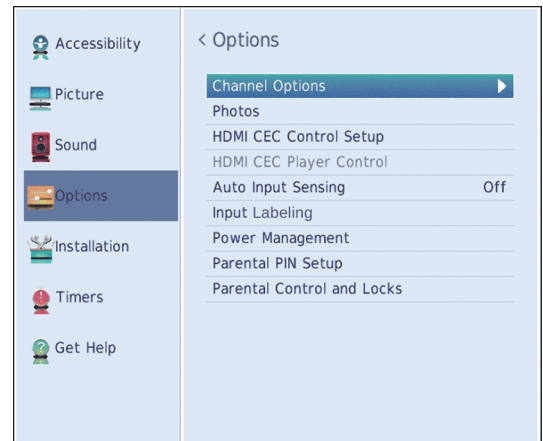 Accessibility
Picture
Sound
Options
Installation
Timers
Get Help
< Options
Channel Options
Photos
HDMI CEC Control Setup
HDMI CEC Player Control
Auto Input Sensing Off
Input Labeling
Power Management
Parental PIN Setup
Parental Control and Locks